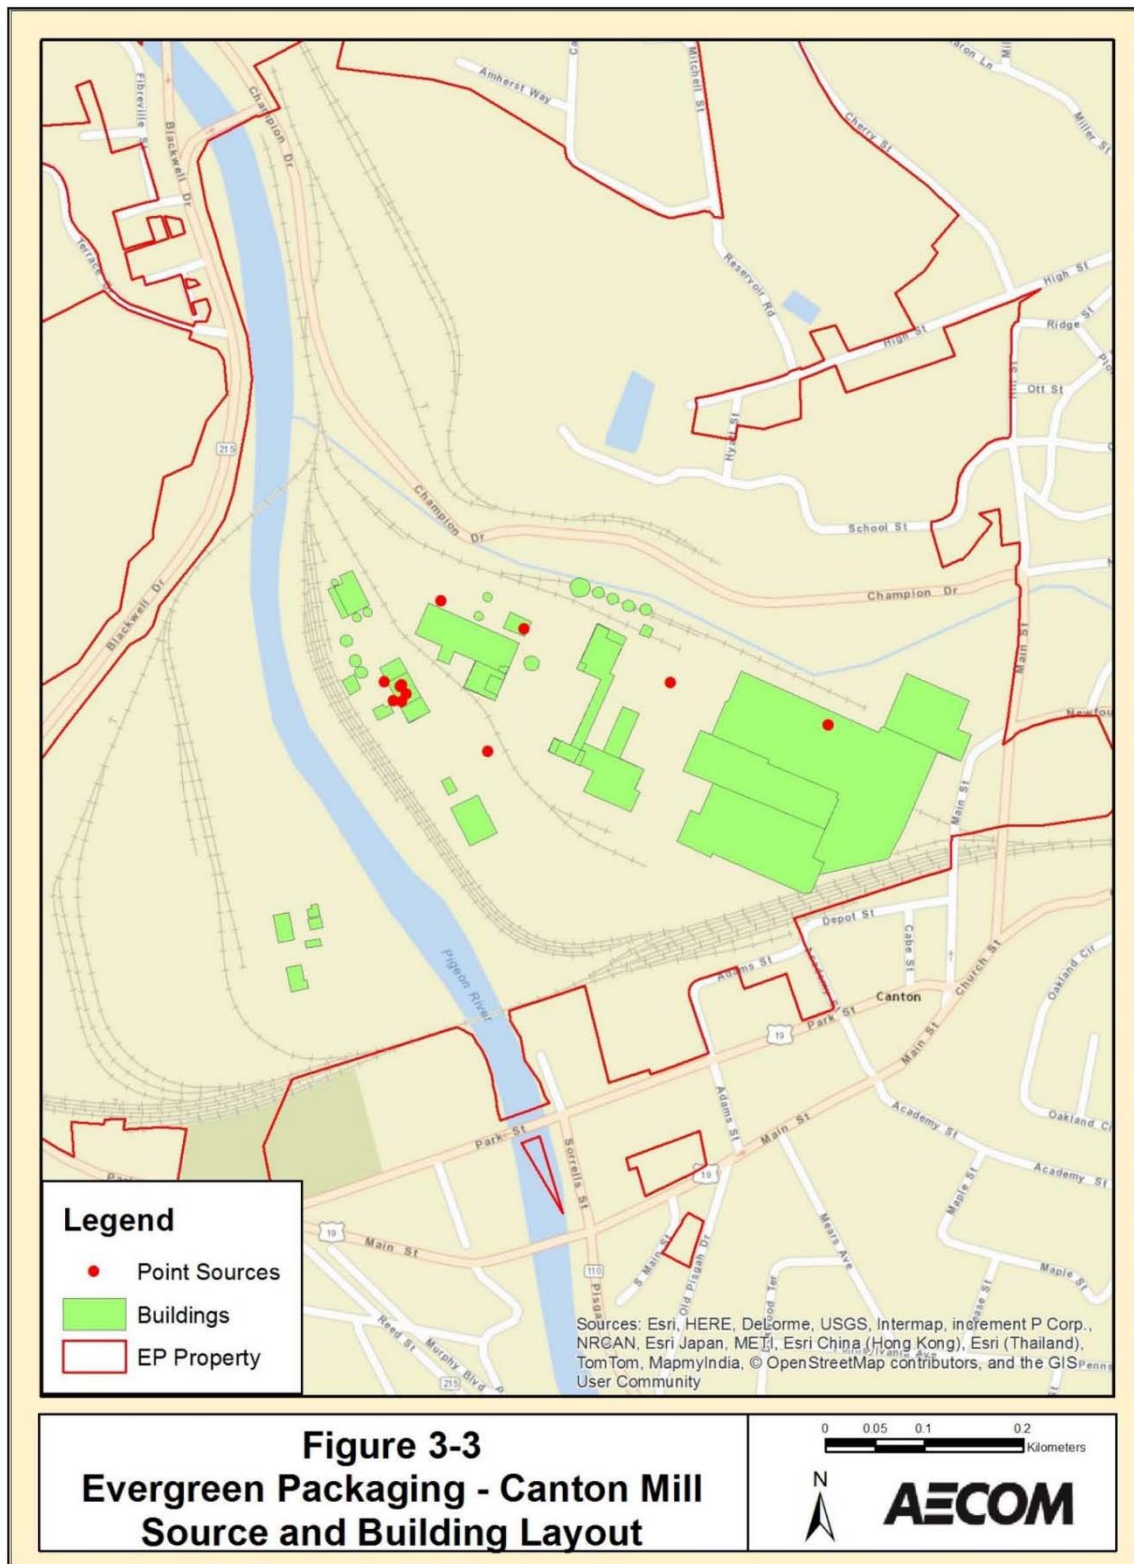 Fibreville St
Blackwell Dr
Champion Dr
Amherst Way
Mitchell St
Cherry St
Miller St
Terrace
Reservoir Rd
High St
High St
Ridge St
Hill St
Ott St
Hyatt St
215
School St
Champion Dr
Champion Dr
Blackwell Dr
Main St
Main St
Pigeon River
Depot St
Cabe St
Adams St
Canton
Church St
Oakland Cir
19
Park St
Main St
Adams St
Academy St
Oakland
Park St
Sorrells St
Main St
19
Academy St
Maple St
Mears Ave
Maple St
S Main St
Old Pisgah Dr
19
Main St
110
Reed St
Murphy Blvd
215
Legend
Point Sources
Buildings
EP Property
Sources: Esri, HERE, DeLorme, USGS, Intermap, increment P Corp.,
NRCAN, Esri Japan, METI, Esri China (Hong Kong), Esri (Thailand),
TomTom, MapmyIndia, © OpenStreetMap contributors, and the GIS
User Community
Figure 3-3
Evergreen Packaging - Canton Mill
Source and Building Layout
0 0.05 0.1 0.2
Kilometers
N
AECOM